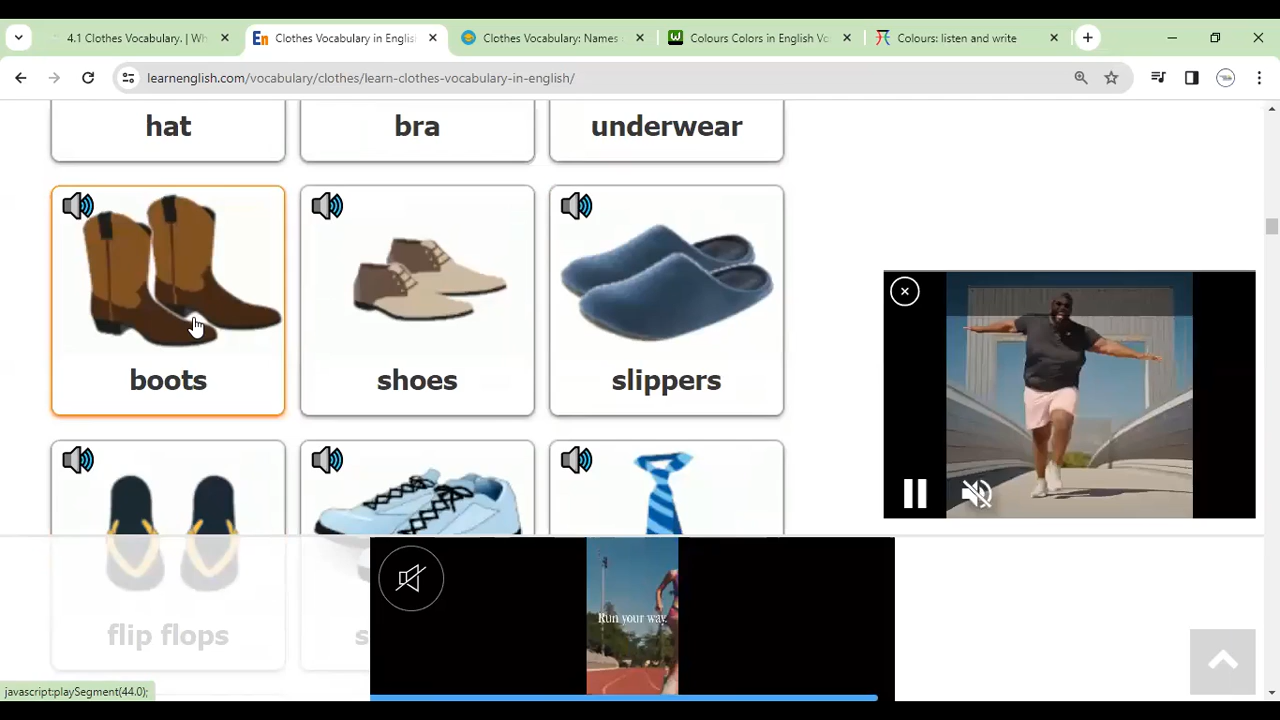 4.1 Clothes Vocabulary. | Wh
Clothes Vocabulary in Englis
Clothes Vocabulary: Names
Colours Colors in English Vo
Colours: listen and write
learnenglish.com/vocabulary/clothes/learn-clothes-vocabulary-in-english/
hat
bra
underwear
boots
shoes
slippers
flip flops
s
Run your way.
javascript:playSegment(44.0);